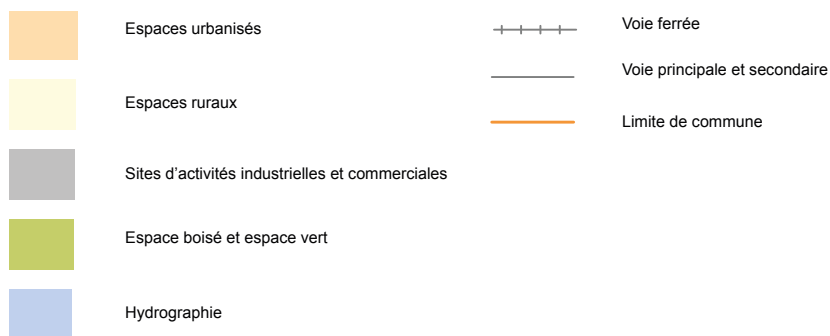 Espaces urbanisés
Espaces ruraux
Sites d'activités industrielles et commerciales
Espace boisé et espace vert
Hydrographie
Voie ferrée
Voie principale et secondaire
Limite de commune